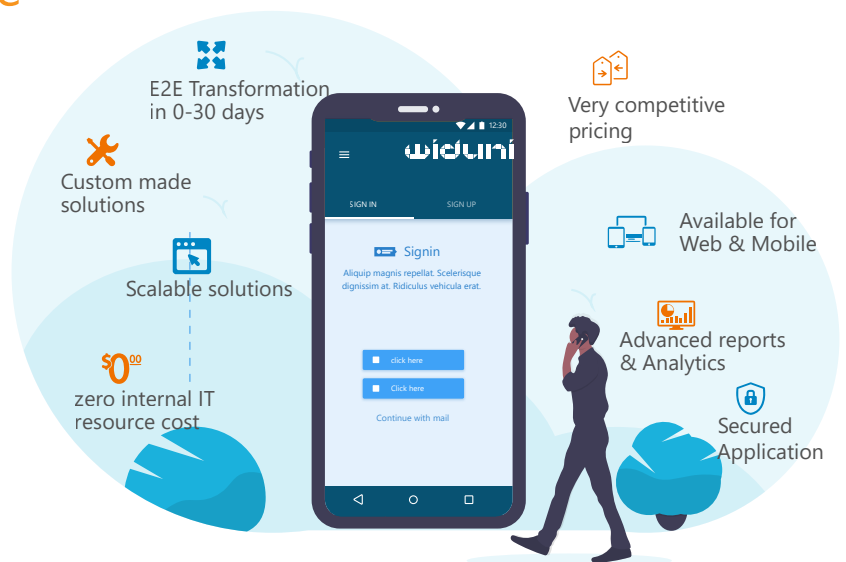 E2E Transformation
in 0-30 days
Custom made
solutions
Scalable solutions
$0.00
zero internal IT
resource cost
12:30
widuni
SIGN IN
SIGN UP
Signin
Aliquip magnis repellat. Scelerisque
dignissim at. Ridiculus vehicula erat.
click here
Click here
Continue with mail
Very competitive
pricing
Available for
Web & Mobile
Advanced reports
& Analytics
Secured
Application